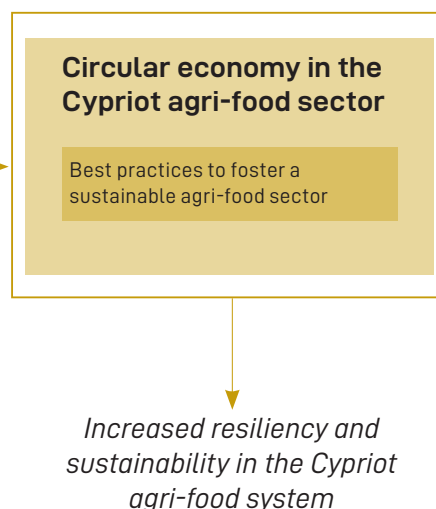 Circular economy in the
Cypriot agri-food sector
Best practices to foster a
sustainable agri-food sector
Increased resiliency and
sustainability in the Cypriot
agri-food system